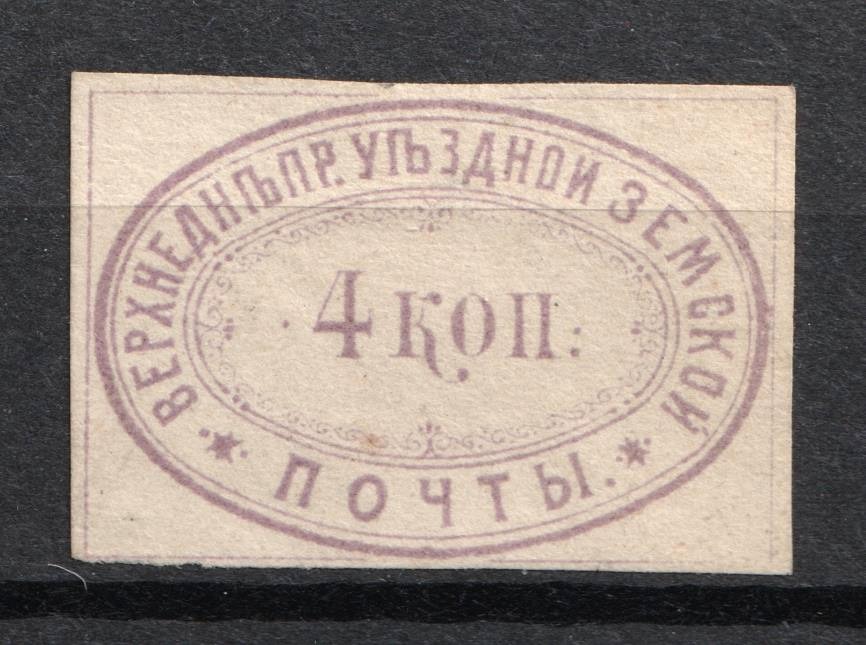 ВЕРХНЕДНѢПР. УѢЗДНОЙ ЗЕМСКОЙ
4 КОП:
* ПОЧТЫ. *